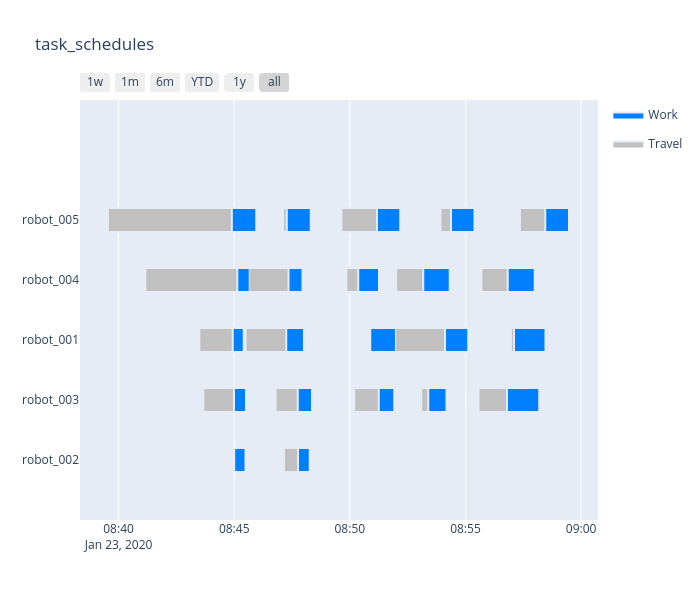 task_schedules
1w 1m 6m YTD 1y all
Work
Travel
robot_005
robot_004
robot_001
robot_003
robot_002
08:40 08:45 08:50 08:55 09:00
Jan 23, 2020